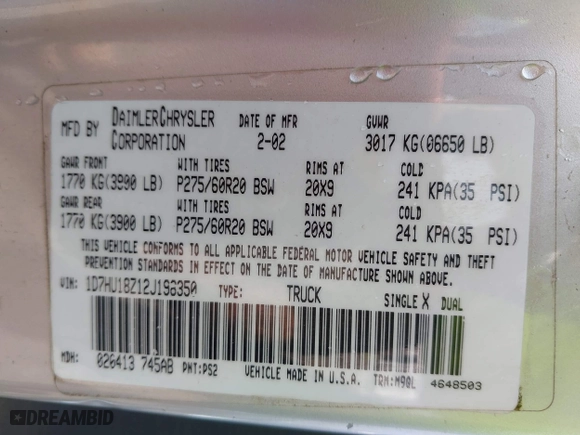 MFD BY DAIMLERCHRYSLER CORPORATION DATE OF MFR 2-02 GVWR 3017 KG(06650 LB)
GAWR FRONT WITH TIRES RIMS AT COLD
1770 KG(3990 LB) P275/60R20 BSW 20X9 241 KPA(35 PSI)
GAWR REAR WITH TIRES RIMS AT COLD
1770 KG(3900 LB) P275/60R20 BSW 20X9 241 KPA(35 PSI)
THIS VEHICLE CONFORMS TO ALL APPLICABLE FEDERAL MOTOR VEHICLE SAFETY AND THEFT
PREVENTION STANDARDS IN EFFECT ON THE DATE OF MANUFACTURE SHOWN ABOVE.
VIN: 1D7HU18Z12J196350 TYPE: TRUCK SINGLE X DUAL
MDH: 020413 745AB PNT:PS2 VEHICLE MADE IN U.S.A. TRM:M90L 4648503
DREAMBID